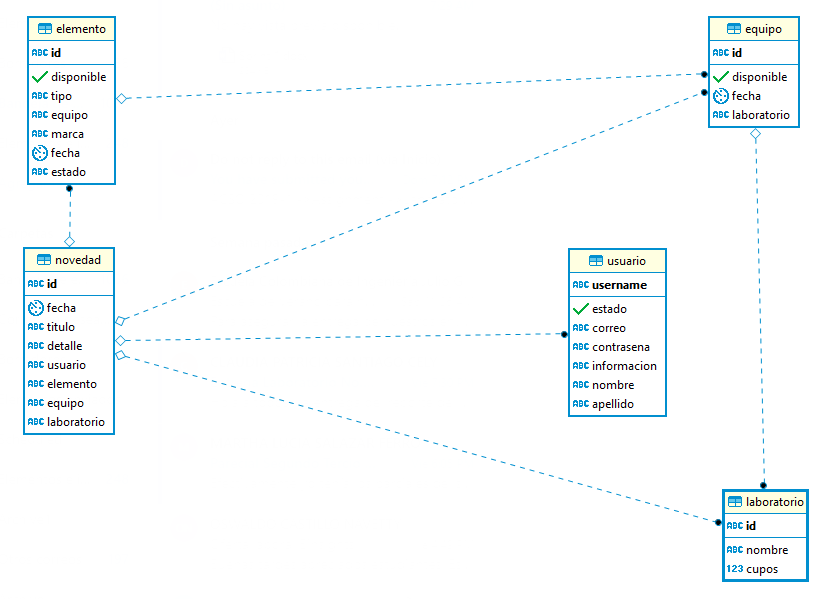 elemento
ABC id
disponible
ABC tipo
ABC equipo
ABC marca
fecha
ABC estado
equipo
ABC id
disponible
fecha
ABC laboratorio
novedad
ABC id
fecha
ABC titulo
ABC detalle
ABC usuario
ABC elemento
ABC equipo
ABC laboratorio
usuario
ABC username
estado
ABC correo
ABC contrasena
ABC informacion
ABC nombre
ABC apellido
laboratorio
ABC id
ABC nombre
123 cupos